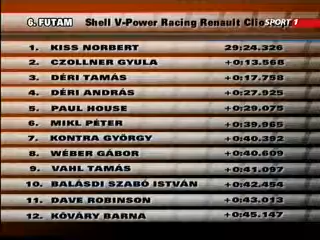 6. FUTAM Shell V-Power Racing Renault Clio SPORT 1
1. KISS NORBERT 29:24.326
2. CZOLLNER GYULA +0:13.568
3. DÉRI TAMÁS +0:17.758
4. DÉRI ANDRÁS +0:27.925
5. PAUL HOUSE +0:29.075
6. MIKL PÉTER +0:39.965
7. KONTRA GYÖRGY +0:40.392
8. WÉBER GÁBOR +0:40.609
9. VAHL TAMÁS +0:41.097
10. BALÁSDI SZABÓ ISTVÁN +0:42.454
11. DAVE ROBINSON +0:43.013
12. KŐVÁRY BARNA +0:45.147